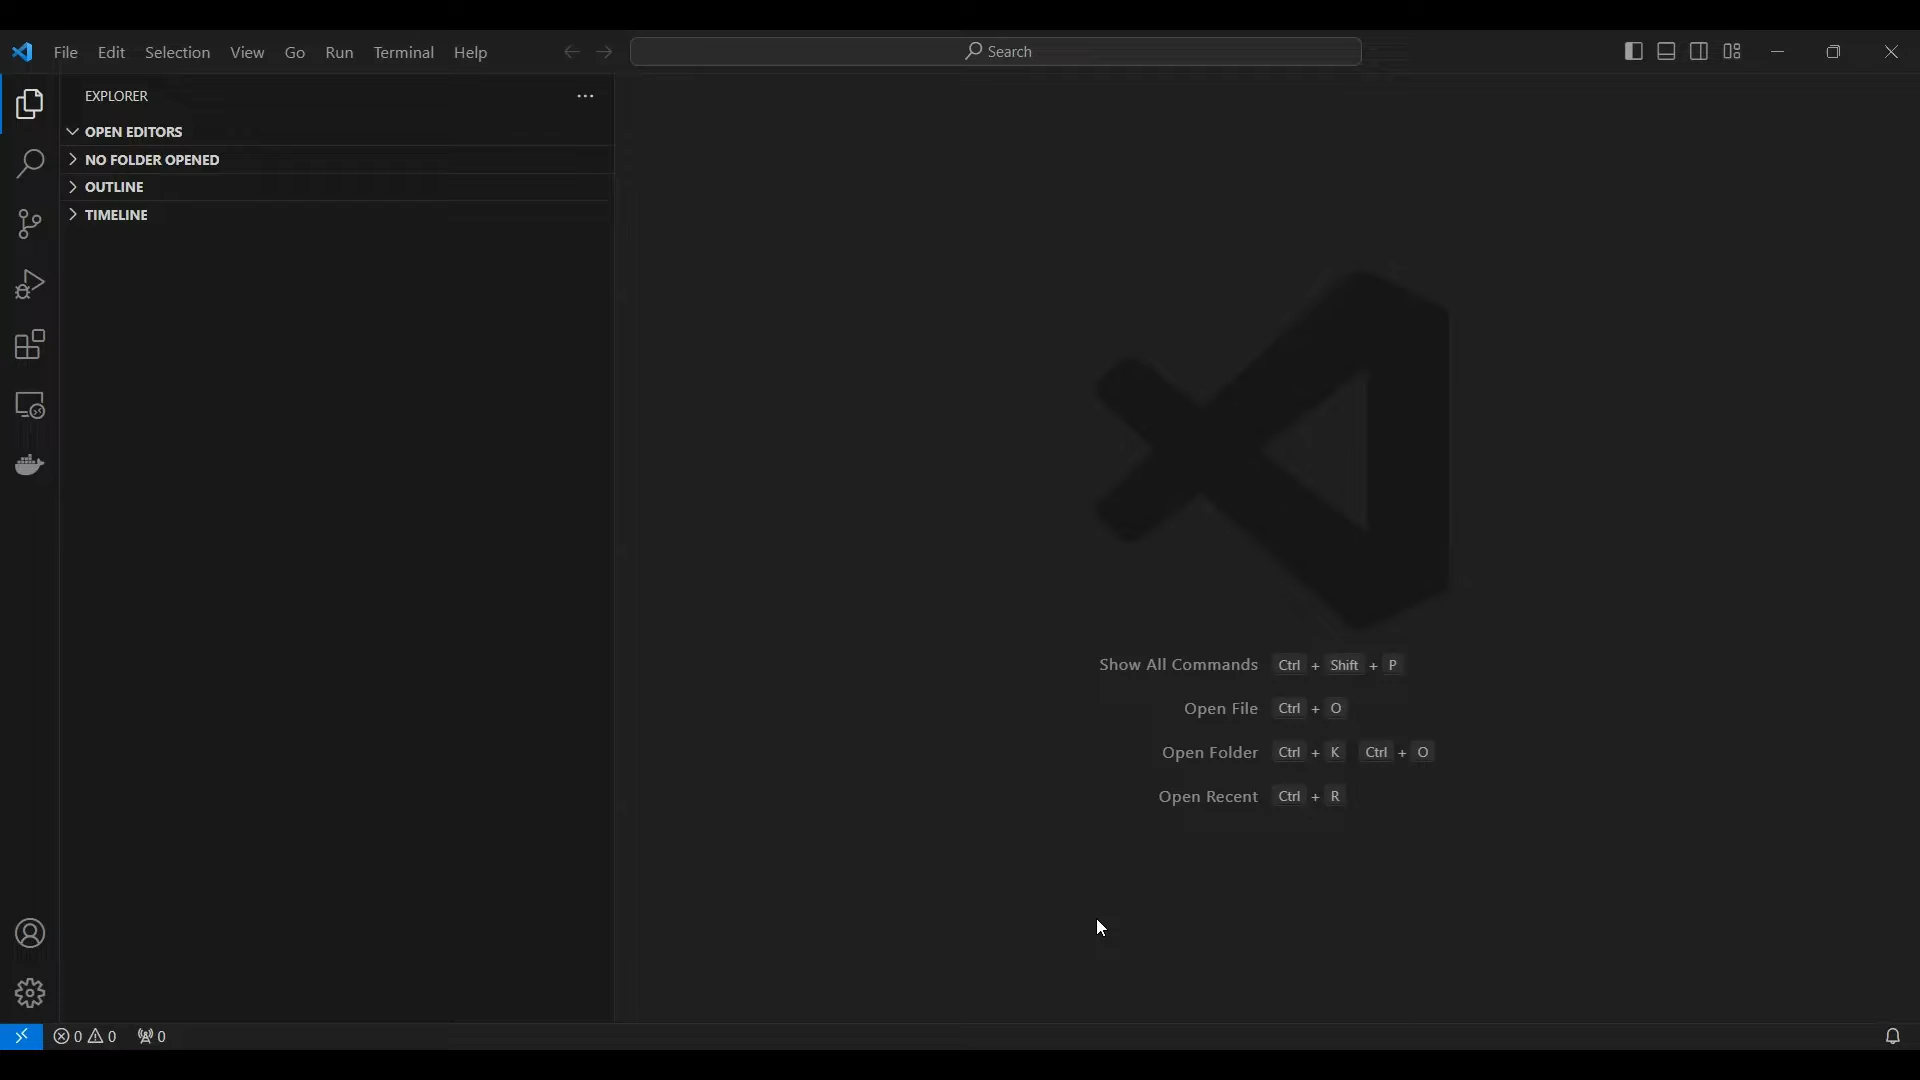 File Edit Selection View Go Run Terminal Help
Search
EXPLORER
OPEN EDITORS
NO FOLDER OPENED
OUTLINE
TIMELINE
Show All Commands Ctrl + Shift + P
Open File Ctrl + O
Open Folder Ctrl + K Ctrl + O
Open Recent Ctrl + R
0 0 0